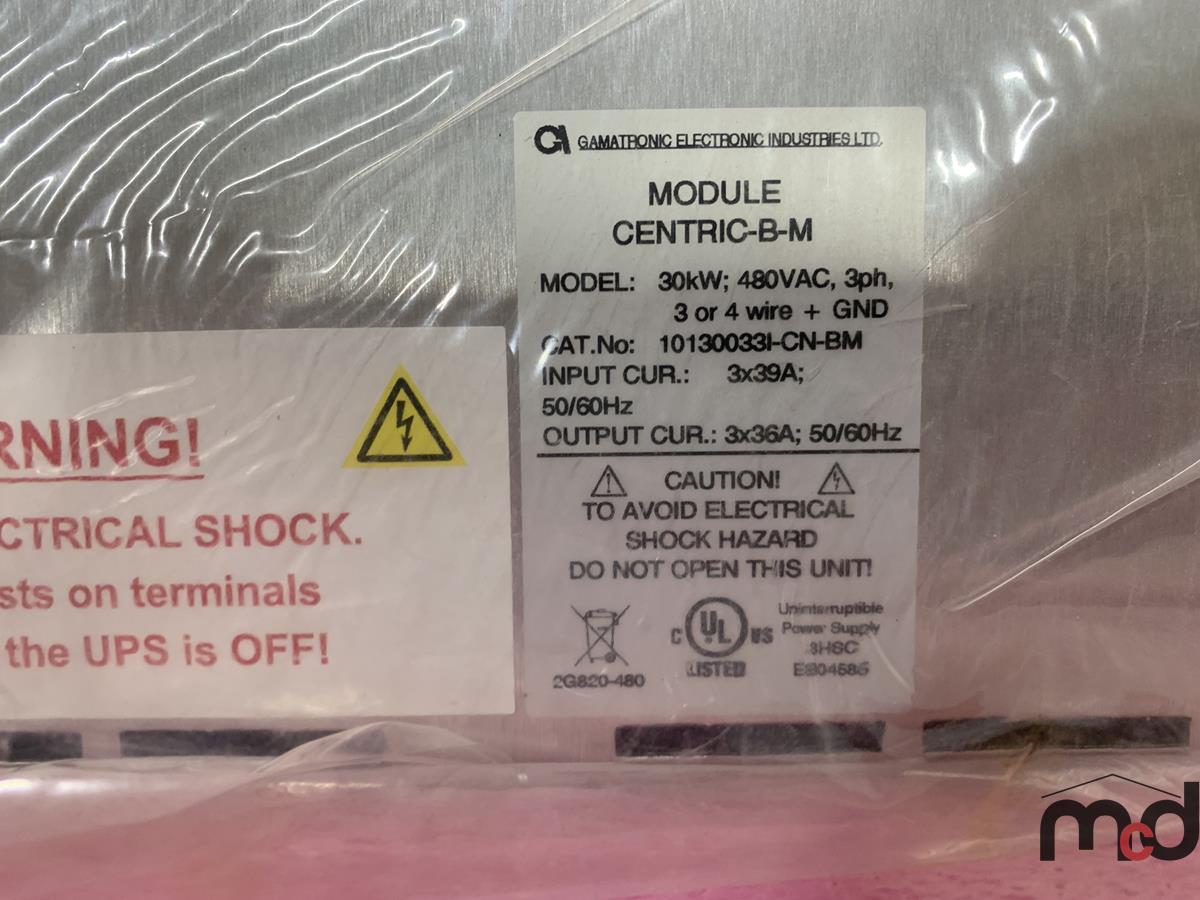 GAMATRONIC ELECTRONIC INDUSTRIES LTD.
MODULE
CENTRIC-B-M
MODEL: 30kW; 480VAC, 3ph,
3 or 4 wire + GND
CAT.No: 10130033I-CN-BM
INPUT CUR.: 3x39A;
50/60Hz
OUTPUT CUR.: 3x36A; 50/60Hz
CAUTION!
TO AVOID ELECTRICAL
SHOCK HAZARD
DO NOT OPEN THIS UNIT!
2G820-480
C UL US
LISTED
Uninterruptible
Power Supply
RNING!
CTRICAL SHOCK.
sts on terminals
the UPS is OFF!
mcd